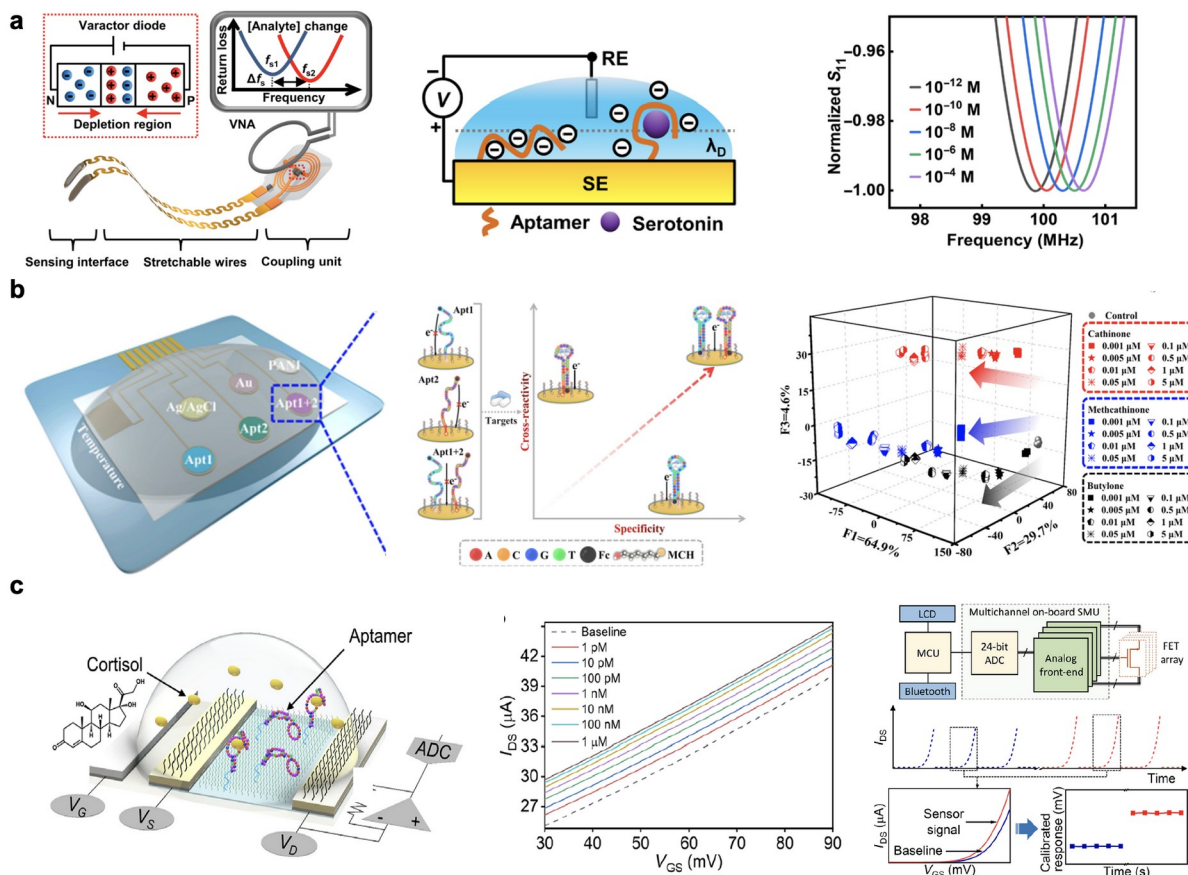 a
Varactor diode
N
P
Depletion region
[Analyte] change
Return loss
fs1
fs2
Δfs
Frequency
VNA
Sensing interface
Stretchable wires
Coupling unit
RE
V
λD
SE
Aptamer
Serotonin
Normalized S11
−0.96
−0.98
−1.00
10−12 M
10−10 M
10−8 M
10−6 M
10−4 M
98
99
100
101
Frequency (MHz)
b
PANI
Au
Ag/AgCl
Apt1+2
Apt2
Apt1
Temperature
Apt1
e-
Apt2
e-
Apt1+2
e-
Targets
Cross-reactivity
e-
e-
e-
Specificity
A
C
G
T
Fc
MCH
F3=4.6%
30
15
0
-15
-30
-75
0
75
150
F1=64.9%
-80
-40
0
40
80
F2=29.7%
Control
Cathinone
0.001 μM
0.1 μM
0.005 μM
0.5 μM
0.01 μM
1 μM
0.05 μM
5 μM
Methcathinone
0.001 μM
0.1 μM
0.005 μM
0.5 μM
0.01 μM
1 μM
0.05 μM
5 μM
Butylone
0.001 μM
0.1 μM
0.005 μM
0.5 μM
0.01 μM
1 μM
0.05 μM
5 μM
c
Cortisol
Aptamer
OH
HO
OH
O
O
VG
VS
VD
ADC
IDS (μA)
42
39
36
33
30
27
Baseline
1 pM
10 pM
100 pM
1 nM
10 nM
100 nM
1 μM
30
40
50
60
70
80
90
VGS (mV)
Multichannel on-board SMU
LCD
MCU
Bluetooth
24-bit
ADC
Analog
front-end
FET
array
IDS
Time
IDS (μA)
Sensor
signal
Baseline
VGS (mV)
Calibrated
response (mV)
Time (s)